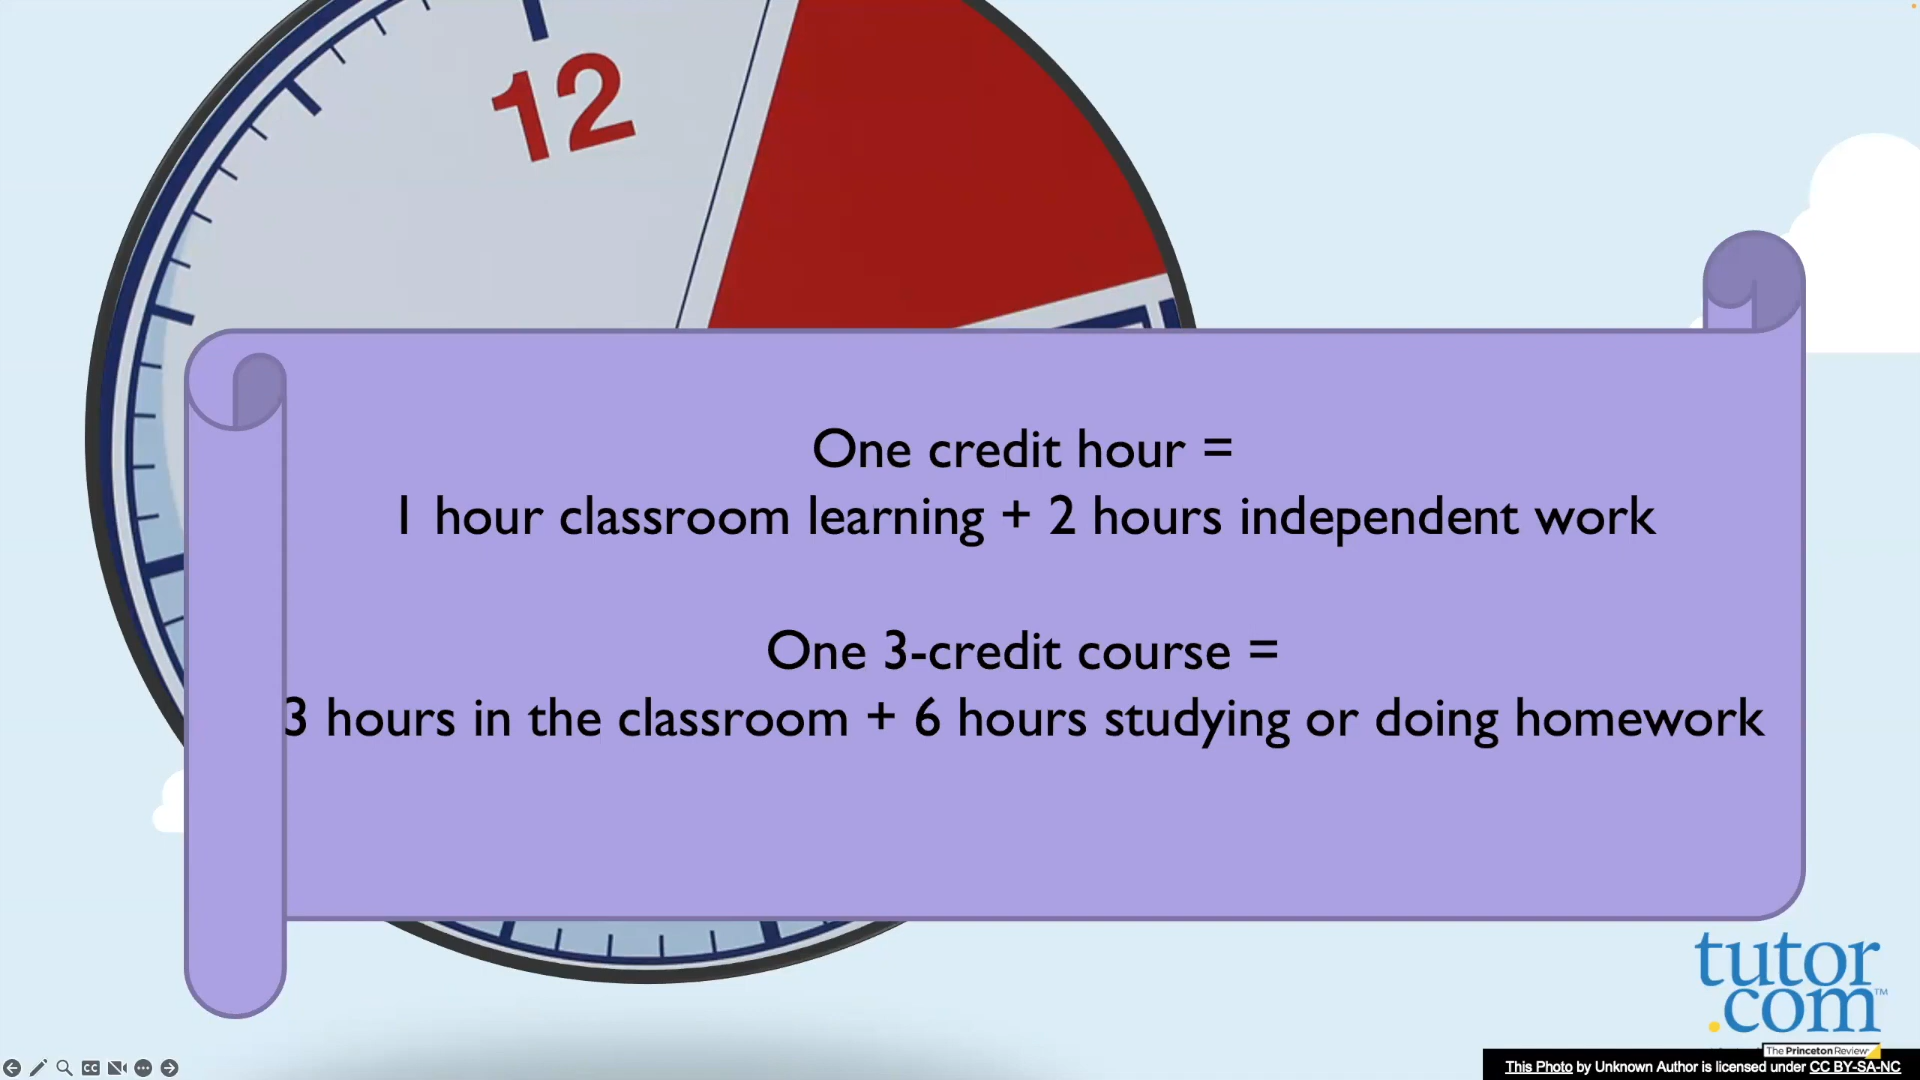 12
One credit hour =
1 hour classroom learning + 2 hours independent work
One 3-credit course =
3 hours in the classroom + 6 hours studying or doing homework
tutor
.com™
The Princeton Review
This Photo by Unknown Author is licensed under CC BY-SA-NC
CC